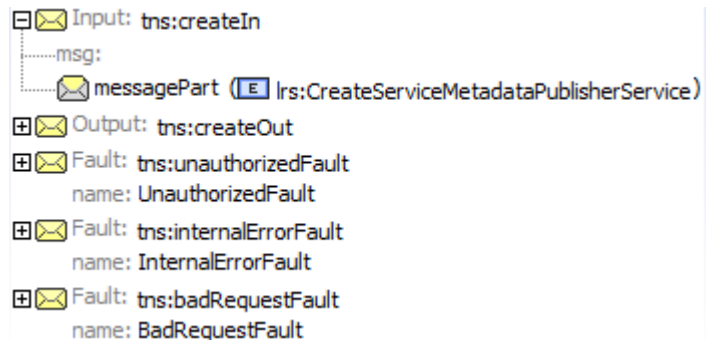 Input: tns:createIn
msg:
messagePart (E lrs:CreateServiceMetadataPublisherService)
Output: tns:createOut
Fault: tns:unauthorizedFault
name: UnauthorizedFault
Fault: tns:internalErrorFault
name: InternalErrorFault
Fault: tns:badRequestFault
name: BadRequestFault